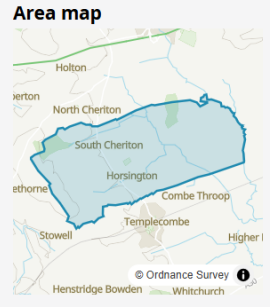 Area map
Holton
perton
North Cheriton
South Cheriton
Horsington
ethorne
Combe Throop
Templecombe
Stowell
Higher
© Ordnance Survey
Henstridge Bowden
Whitchurch